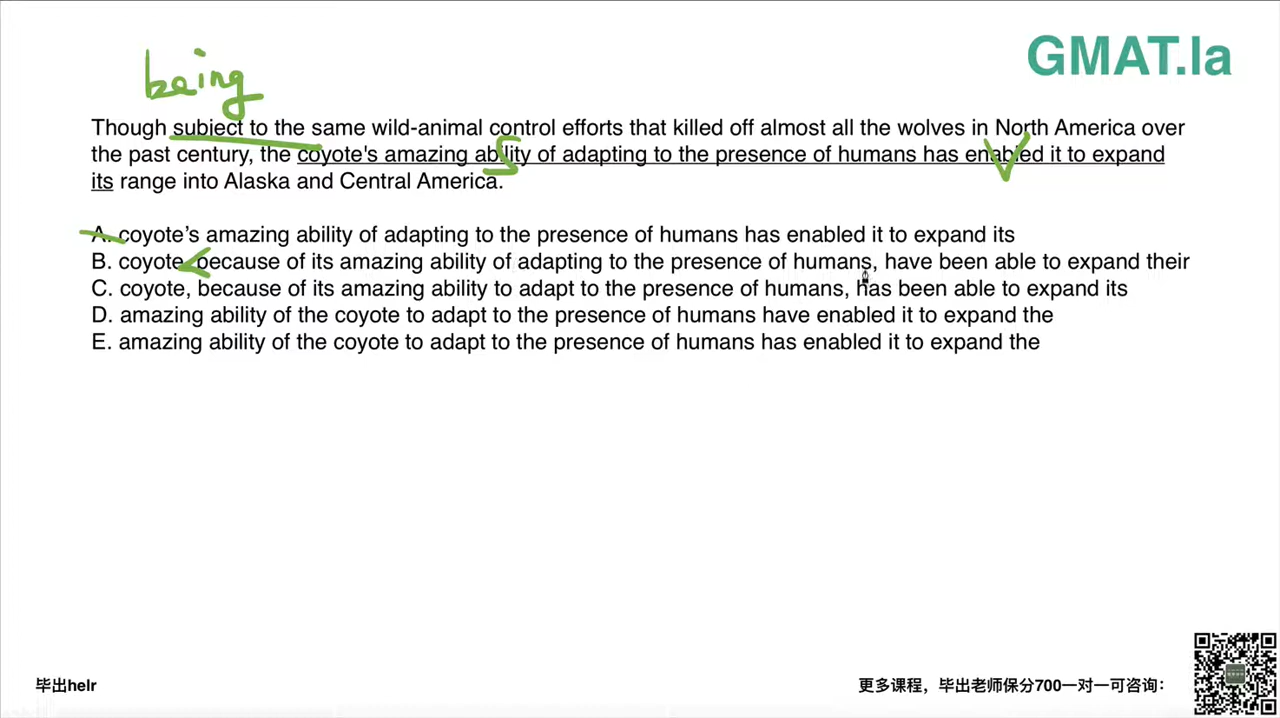 GMAT.la
being
Though subject to the same wild-animal control efforts that killed off almost all the wolves in North America over
the past century, the coyote's amazing ability of adapting to the presence of humans has enabled it to expand
its range into Alaska and Central America.
S
V
A. coyote’s amazing ability of adapting to the presence of humans has enabled it to expand its
B. coyote, because of its amazing ability of adapting to the presence of humans, have been able to expand their
C. coyote, because of its amazing ability to adapt to the presence of humans, has been able to expand its
D. amazing ability of the coyote to adapt to the presence of humans have enabled it to expand the
E. amazing ability of the coyote to adapt to the presence of humans has enabled it to expand the
毕出helr
更多课程，毕出老师保分700一对一可咨询：